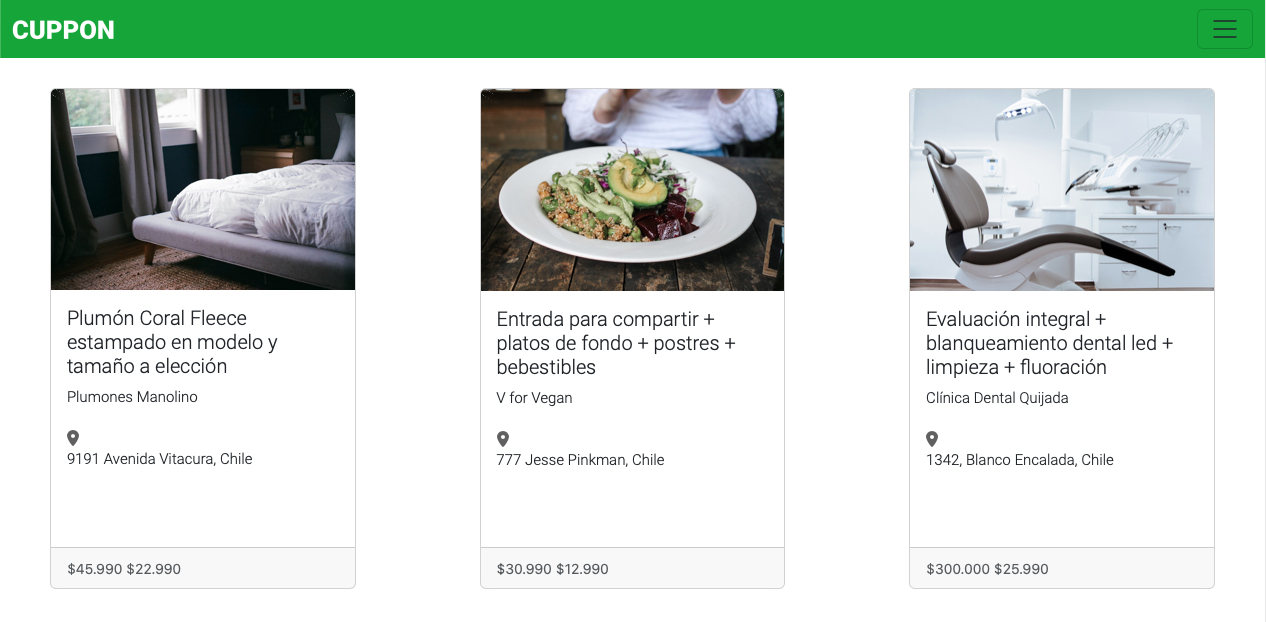 CUPPON
Plumón Coral Fleece
estampado en modelo y
tamaño a elección
Plumones Manolino
9191 Avenida Vitacura, Chile
$45.990 $22.990
Entrada para compartir +
platos de fondo + postres +
bebestibles
V for Vegan
777 Jesse Pinkman, Chile
$30.990 $12.990
Evaluación integral +
blanqueamiento dental led +
limpieza + fluoración
Clínica Dental Quijada
1342, Blanco Encalada, Chile
$300.000 $25.990